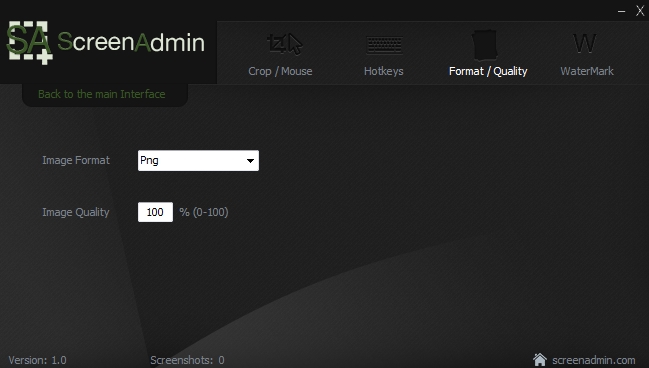 SA ScreenAdmin
– X
Crop / Mouse Hotkeys Format / Quality W WaterMark
Back to the main Interface
Image Format Png
Image Quality 100 % (0-100)
Version: 1.0 Screenshots: 0 screenadmin.com